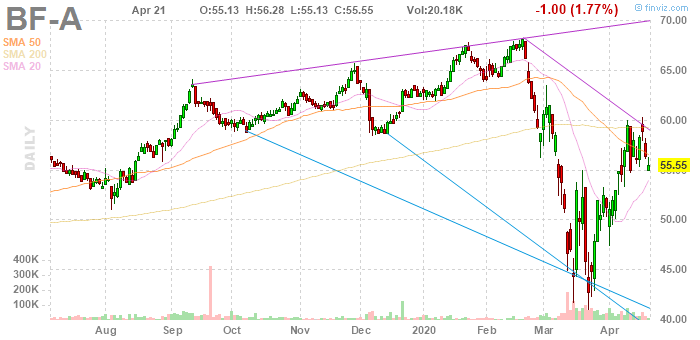 BF-A
Apr 21 O:55.13 H:56.28 L:55.13 C:55.55 Vol:20.18K -1.00 (1.77%)
© finviz.com
SMA 50
SMA 200
SMA 20
DAILY
70.00
65.00
60.00
55.55
55.00
50.00
45.00
40.00
400K
300K
200K
100K
Aug Sep Oct Nov Dec 2020 Feb Mar Apr